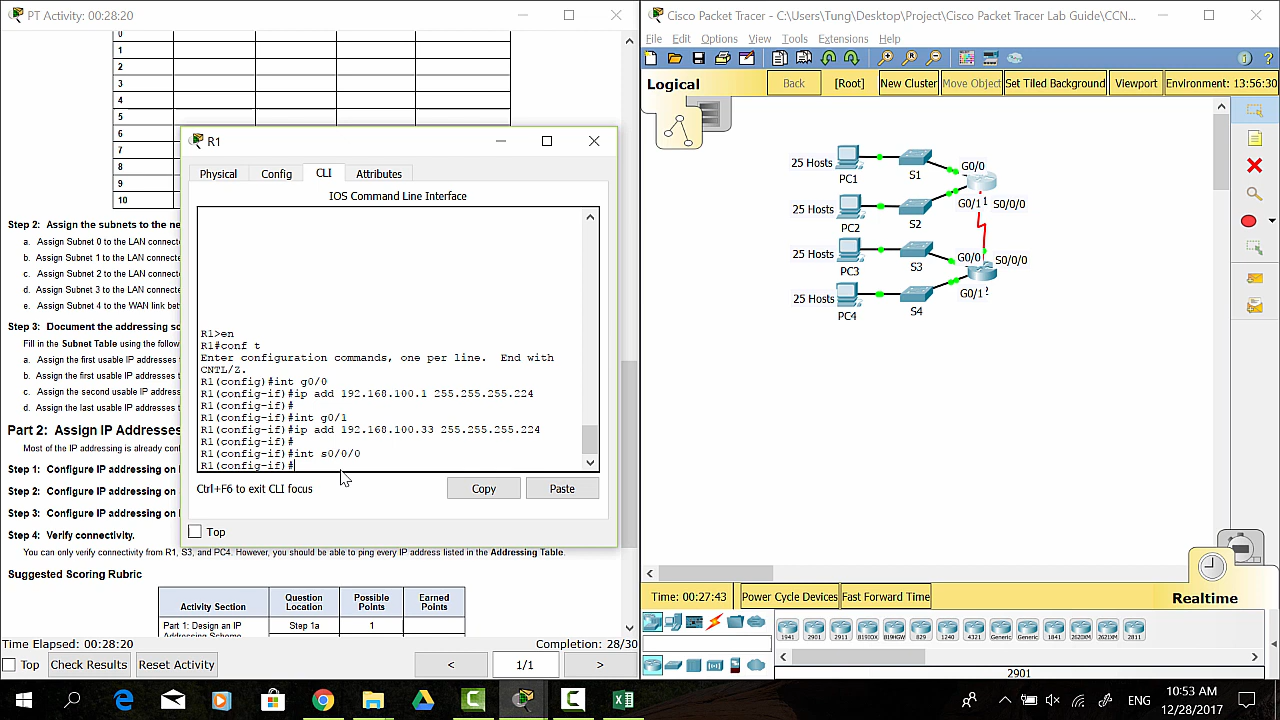 PT Activity: 00:28:20
0
1
2
3
4
5
6
7
8
9
10
Step 2: Assign the subnets to the ne
a. Assign Subnet 0 to the LAN connecte
b. Assign Subnet 1 to the LAN connecte
c. Assign Subnet 2 to the LAN connecte
d. Assign Subnet 3 to the LAN connecte
e. Assign Subnet 4 to the WAN link betw
Step 3: Document the addressing sc
Fill in the Subnet Table using the follow
a. Assign the first usable IP addresses t
b. Assign the first usable IP addresses t
c. Assign the second usable IP address
d. Assign the last usable IP addresses t
Part 2: Assign IP Addresses
Most of the IP addressing is already conf
Step 1: Configure IP addressing on
Step 2: Configure IP addressing on
Step 3: Configure IP addressing on
Step 4: Verify connectivity.
You can only verify connectivity from R1, S3, and PC4. However, you should be able to ping every IP address listed in the Addressing Table.
Suggested Scoring Rubric
Activity Section
Question Location
Possible Points
Earned Points
Part 1: Design an IP
Addressing Scheme
Step 1a
1
Time Elapsed: 00:28:20
Completion: 28/30
Top
Check Results
Reset Activity
<
1/1
>
R1
Physical
Config
CLI
Attributes
IOS Command Line Interface
R1>en
R1#conf t
Enter configuration commands, one per line. End with
CNTL/Z.
R1(config)#int g0/0
R1(config-if)#ip add 192.168.100.1 255.255.255.224
R1(config-if)#
R1(config-if)#int g0/1
R1(config-if)#ip add 192.168.100.33 255.255.255.224
R1(config-if)#
R1(config-if)#int s0/0/0
R1(config-if)#
Ctrl+F6 to exit CLI focus
Copy
Paste
Top
Cisco Packet Tracer - C:\Users\Tung\Desktop\Project\Cisco Packet Tracer Lab Guide\CCN...
File Edit Options View Tools Extensions Help
Logical
Back
[Root]
New Cluster
Move Object
Set Tiled Background
Viewport
Environment: 13:56:30
25 Hosts
PC1
S1
G0/0
25 Hosts
PC2
S2
G0/1
1
S0/0/0
25 Hosts
PC3
S3
G0/0
S0/0/0
25 Hosts
PC4
S4
G0/1
Time: 00:27:43
Power Cycle Devices
Fast Forward Time
Realtime
1941
2901
2911
819IOX
819HGW
829
1240
4321
Generic
Generic
1841
2620XM
2621XM
2811
2901
ENG
10:53 AM
12/28/2017